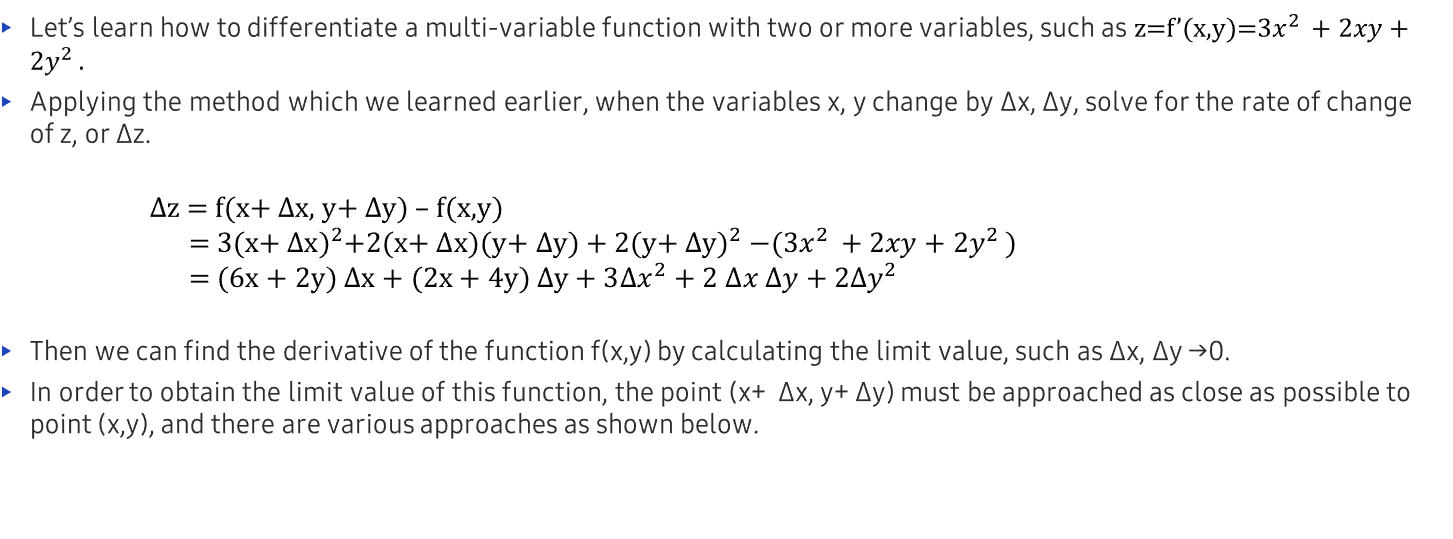 ▸ Let's learn how to differentiate a multi-variable function with two or more variables, such as z=f'(x,y)=3x² + 2xy +
2y² .
▸ Applying the method which we learned earlier, when the variables x, y change by Δx, Δy, solve for the rate of change
of z, or Δz.
Δz = f(x+ Δx, y+ Δy) – f(x,y)
= 3(x+ Δx)²+2(x+ Δx)(y+ Δy) + 2(y+ Δy)² −(3x² + 2xy + 2y² )
= (6x + 2y) Δx + (2x + 4y) Δy + 3Δx² + 2 Δx Δy + 2Δy²
▸ Then we can find the derivative of the function f(x,y) by calculating the limit value, such as Δx, Δy →0.
▸ In order to obtain the limit value of this function, the point (x+ Δx, y+ Δy) must be approached as close as possible to
point (x,y), and there are various approaches as shown below.